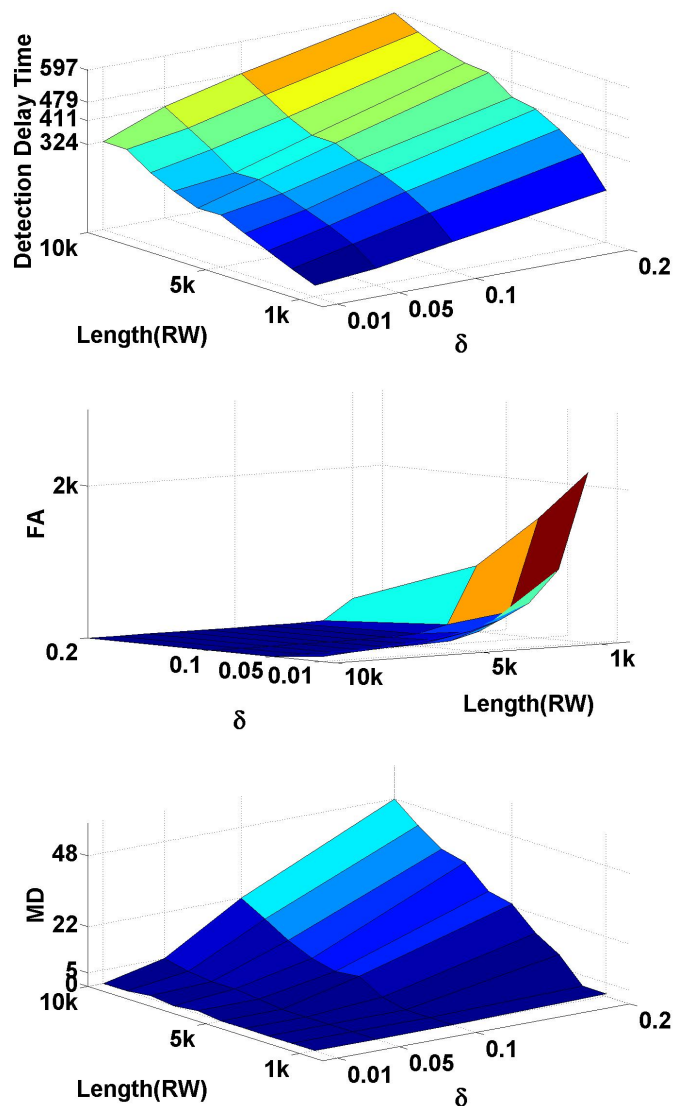 Detection Delay Time
597
479
411
324
10k
5k
1k
Length(RW)
0.01
0.05
0.1
0.2
δ
FA
2k
0.2
0.1
0.05
0.01
δ
10k
5k
1k
Length(RW)
MD
48
22
5
0
10k
5k
1k
Length(RW)
0.01
0.05
0.1
0.2
δ